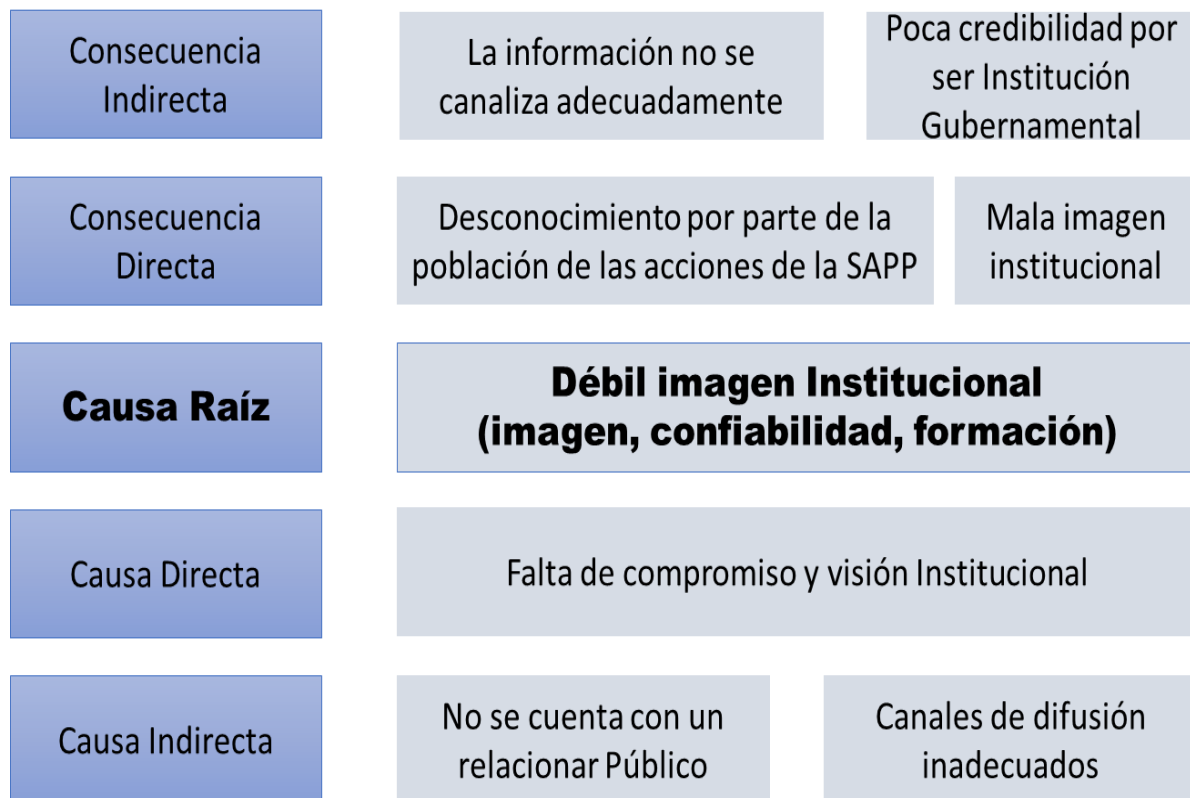 Consecuencia
Indirecta
La información no se
canaliza adecuadamente
Poca credibilidad por
ser Institución
Gubernamental
Consecuencia
Directa
Desconocimiento por parte de la
población de las acciones de la SAPP
Mala imagen
institucional
Causa Raíz
Débil imagen Institucional
(imagen, confiabilidad, formación)
Causa Directa
Falta de compromiso y visión Institucional
Causa Indirecta
No se cuenta con un
relacionar Público
Canales de difusión
inadecuados